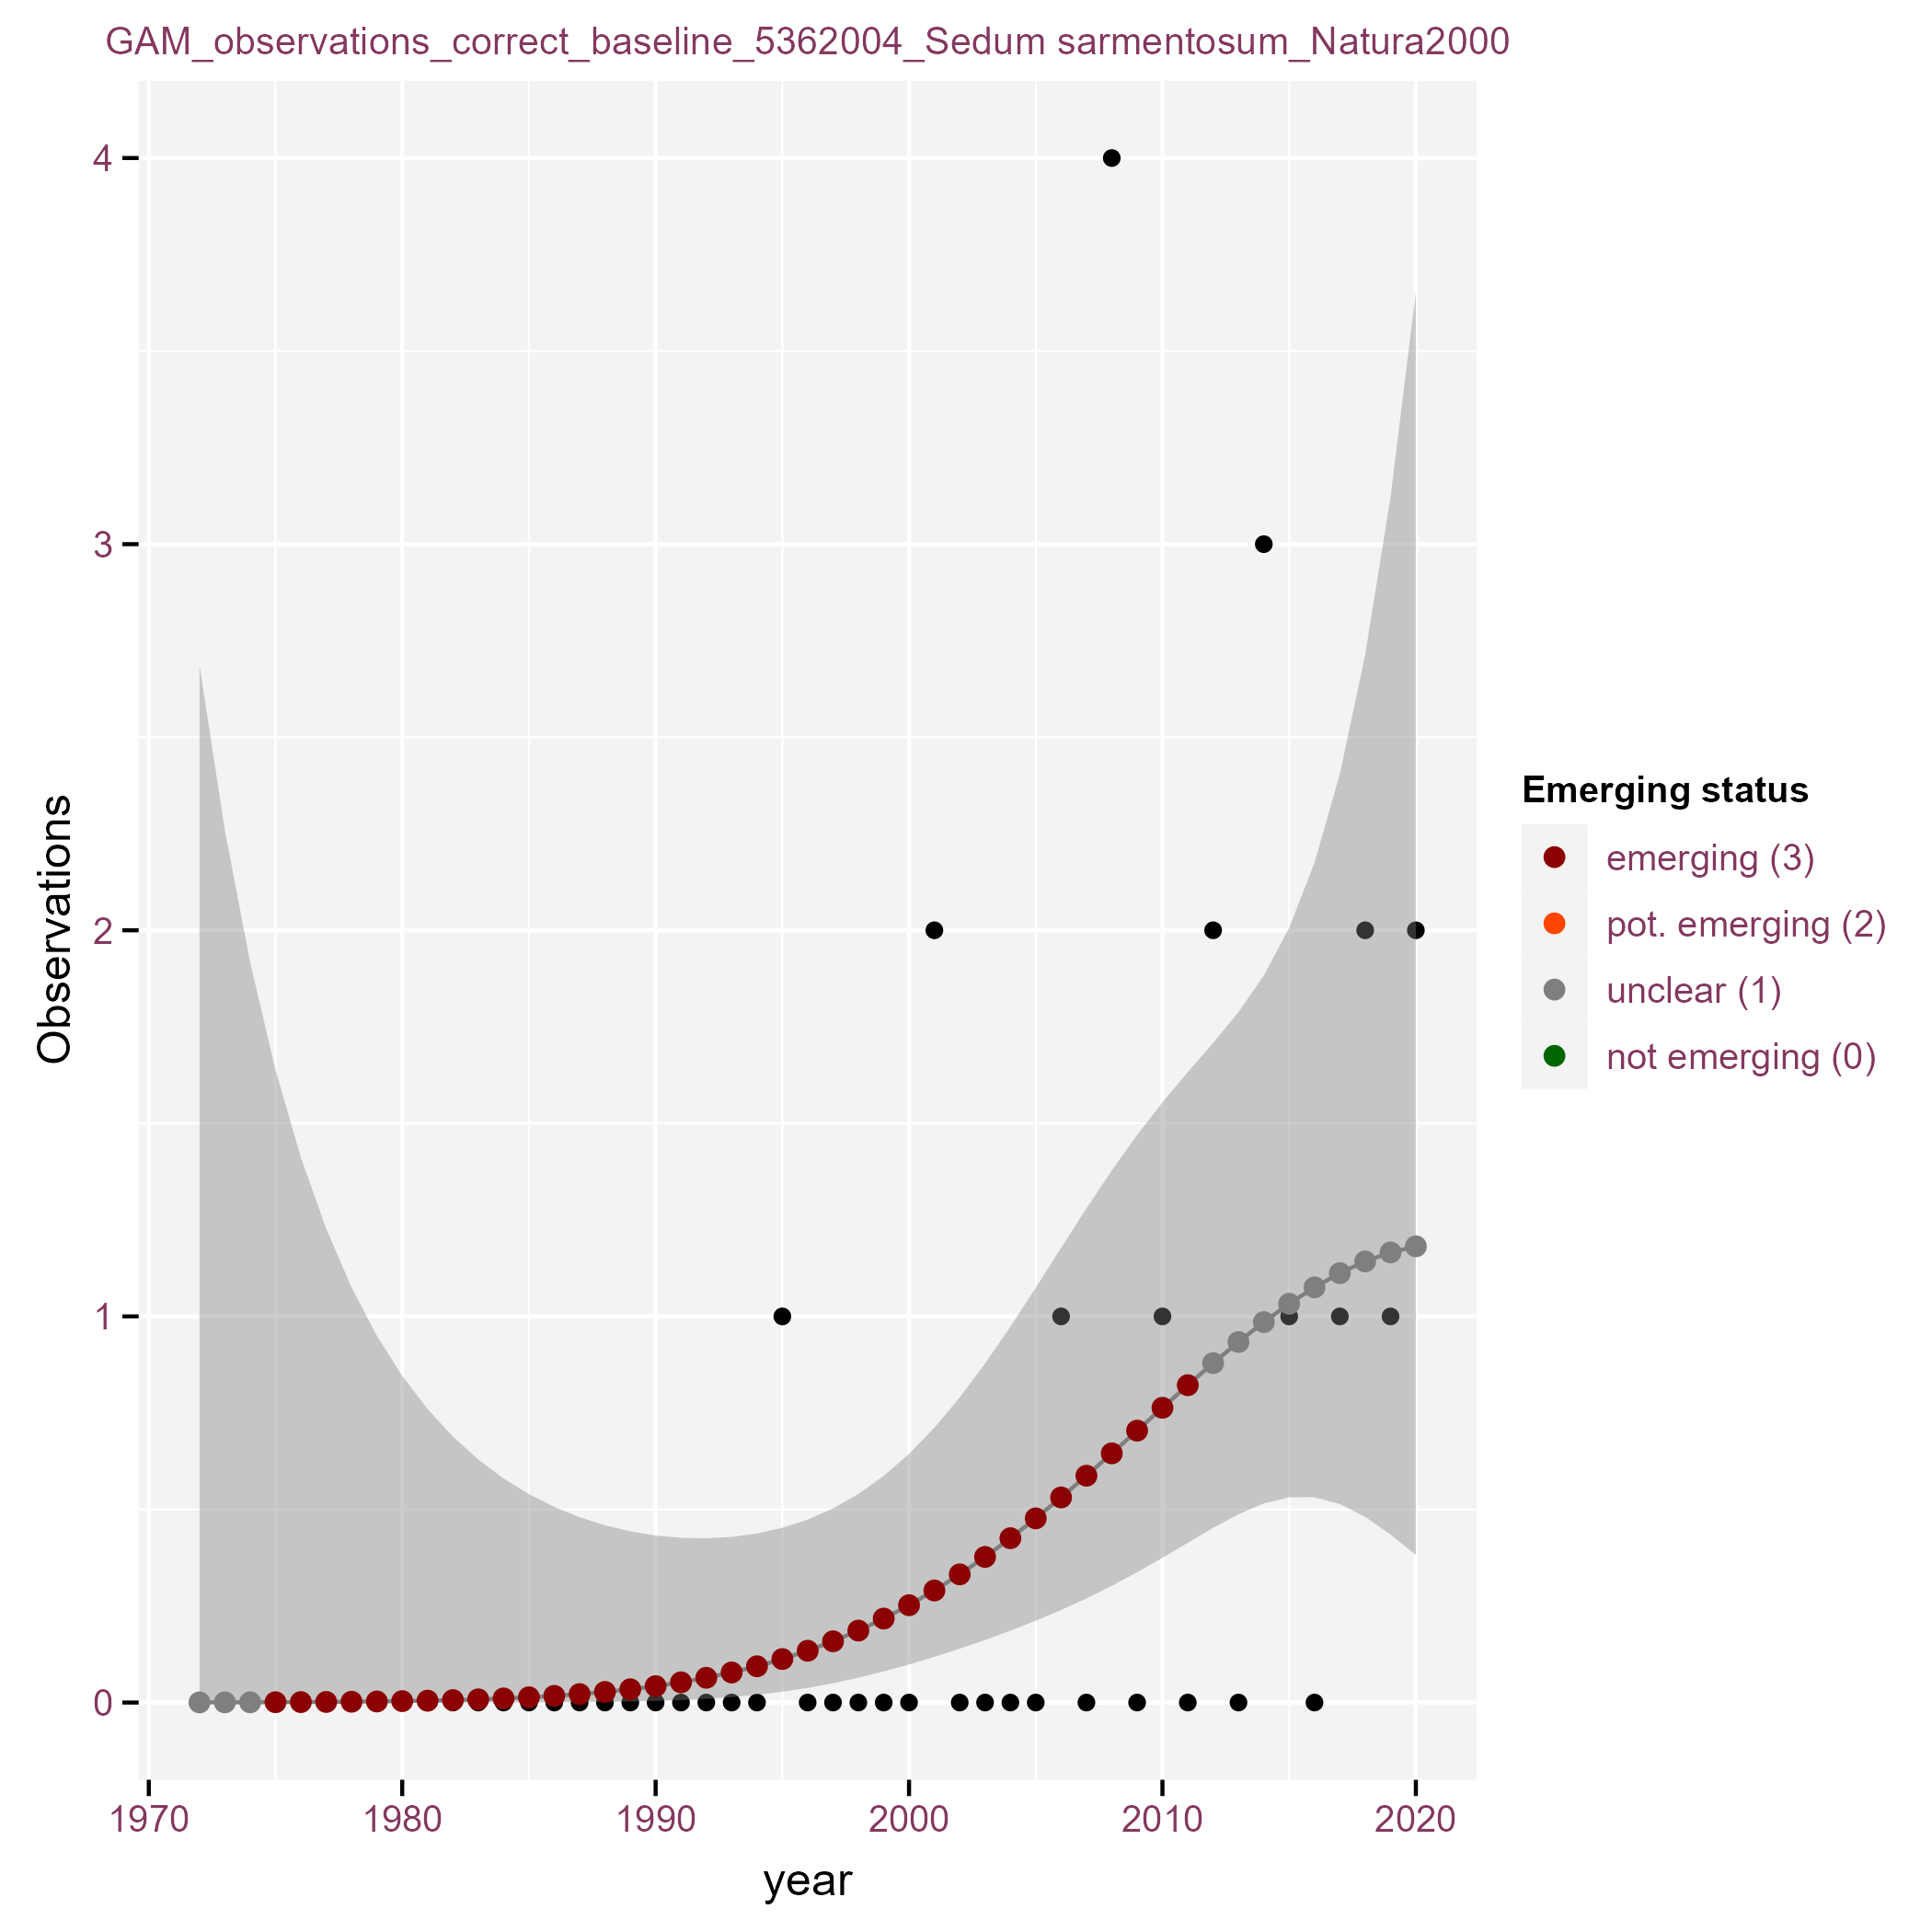 GAM_observations_correct_baseline_5362004_Sedum sarmentosum_Natura2000
4
3
2
1
0
Observations
1970 1980 1990 2000 2010 2020
year
Emerging status
emerging (3)
pot. emerging (2)
unclear (1)
not emerging (0)